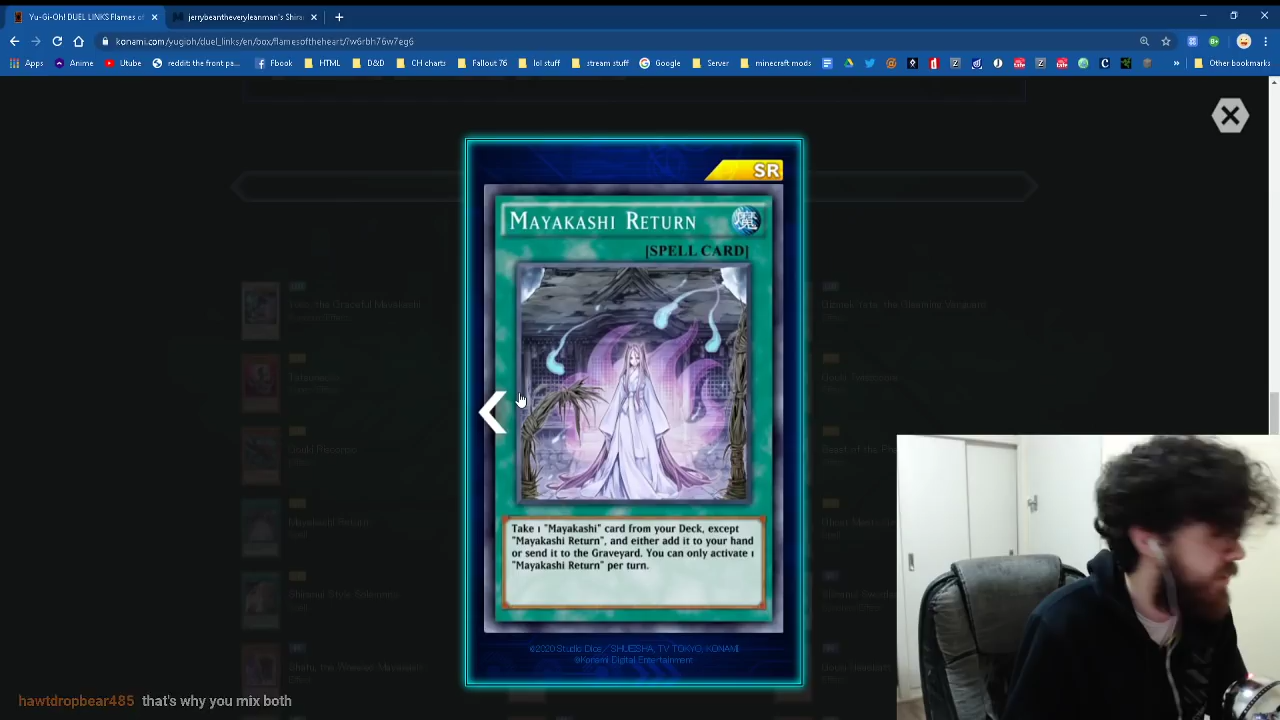 Yu-Gi-Oh! DUEL LINKS Flames of
jerrybeantheveryleanman's Shira
konami.com/yugioh/duel_links/en/box/flamesoftheheart/?w6rbh76w7eg6
Apps
Anime
Utube
reddit: the front pa...
Fbook
HTML
D&D
CH charts
Fallout 76
lol stuff
stream stuff
Google
Server
minecraft mods
Other bookmarks
SR
MAYAKASHI RETURN
魔
[SPELL CARD]
Take 1 "Mayakashi" card from your Deck, except
"Mayakashi Return", and either add it to your hand
or send it to the Graveyard. You can only activate 1
"Mayakashi Return" per turn.
©2020 Studio Dice/SHUEISHA, TV TOKYO, KONAMI
©Konami Digital Entertainment
Mayakashi Return
hawtdropbear485 that's why you mix both